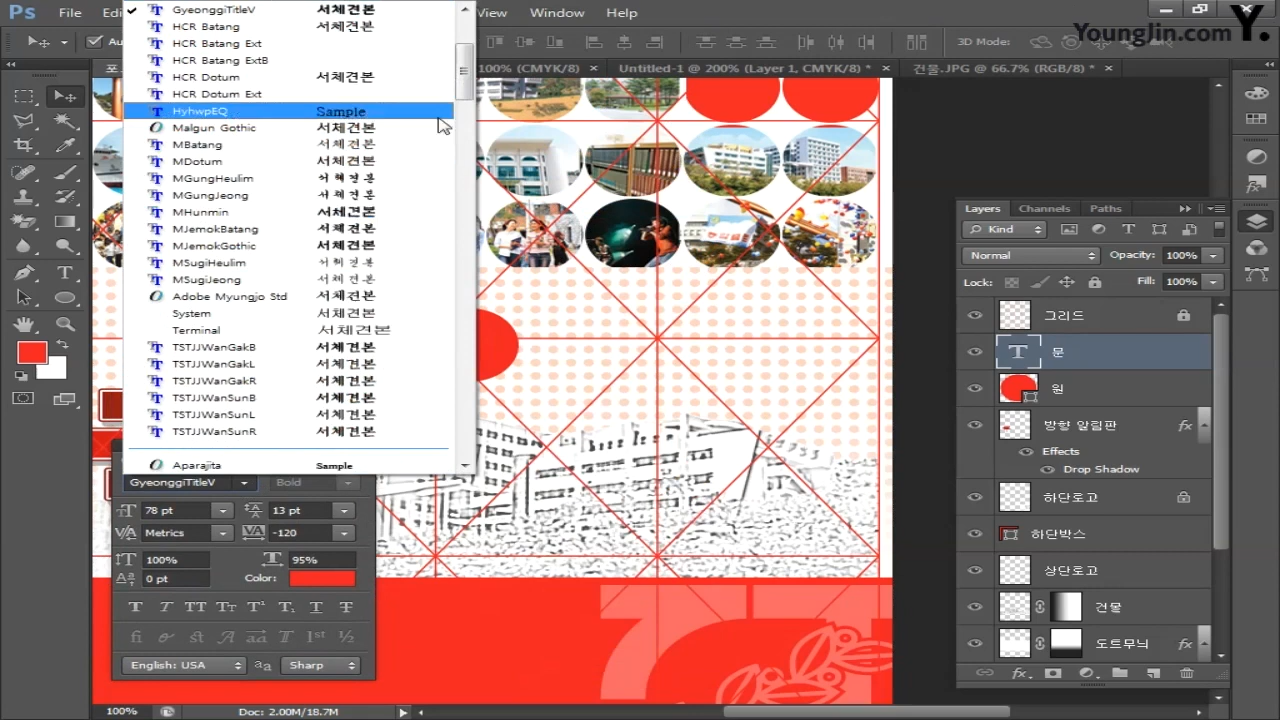 Ps File Edi View Window Help
YoungJin.com Y.
Au
3D Mode:
100% (CMYK/8) × Untitled-1 @ 200% (Layer 1, CMYK/8) * × 건물.JPG @ 66.7% (RGB/8) * ×
GyeonggiTitleV 서체견본
HCR Batang 서체견본
HCR Batang Ext
HCR Batang ExtB
HCR Dotum 서체견본
HCR Dotum Ext
HyhwpEQ Sample
Malgun Gothic 서체견본
MBatang 서체견본
MDotum 서체견본
MGungHeulim 서체견본
MGungJeong 서체견본
MHunmin 서체견본
MJemokBatang 서체견본
MJemokGothic 서체견본
MSugiHeulim 서체견본
MSugiJeong 서체견본
Adobe Myungjo Std 서체견본
System 서체견본
Terminal 서체견본
TSTJJWanGakB 서체견본
TSTJJWanGakL 서체견본
TSTJJWanGakR 서체견본
TSTJJWanSunB 서체견본
TSTJJWanSunL 서체견본
TSTJJWanSunR 서체견본
Aparajita Sample
GyeonggiTitleV Bold
78 pt 13 pt
Metrics -120
100% 95%
0 pt Color:
English: USA aa Sharp
Layers Channels Paths
Kind
Normal Opacity: 100%
Lock: Fill: 100%
그리드
문
원
방향 알림판 fx
Effects
Drop Shadow
하단로고
하단박스
상단로고
건물
도트무늬 fx
100% Doc: 2.00M/18.7M